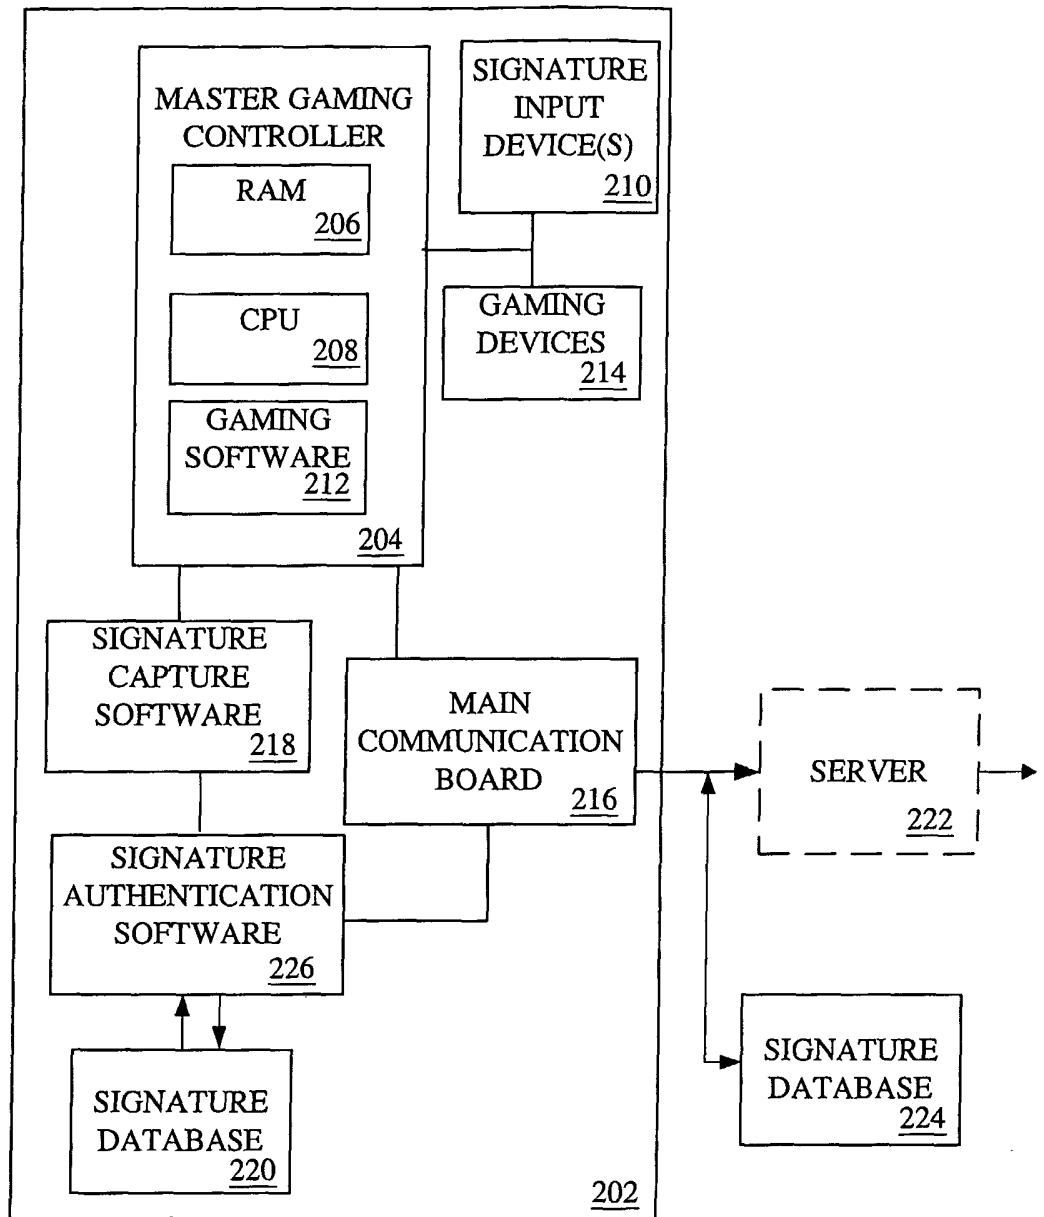 MASTER GAMING
CONTROLLER
RAM
206
CPU
208
GAMING
SOFTWARE
212
204
SIGNATURE
INPUT
DEVICE(S)
210
GAMING
DEVICES
214
SIGNATURE
CAPTURE
SOFTWARE
218
MAIN
COMMUNICATION
BOARD
216
SERVER
222
SIGNATURE
AUTHENTICATION
SOFTWARE
226
SIGNATURE
DATABASE
220
SIGNATURE
DATABASE
224
202